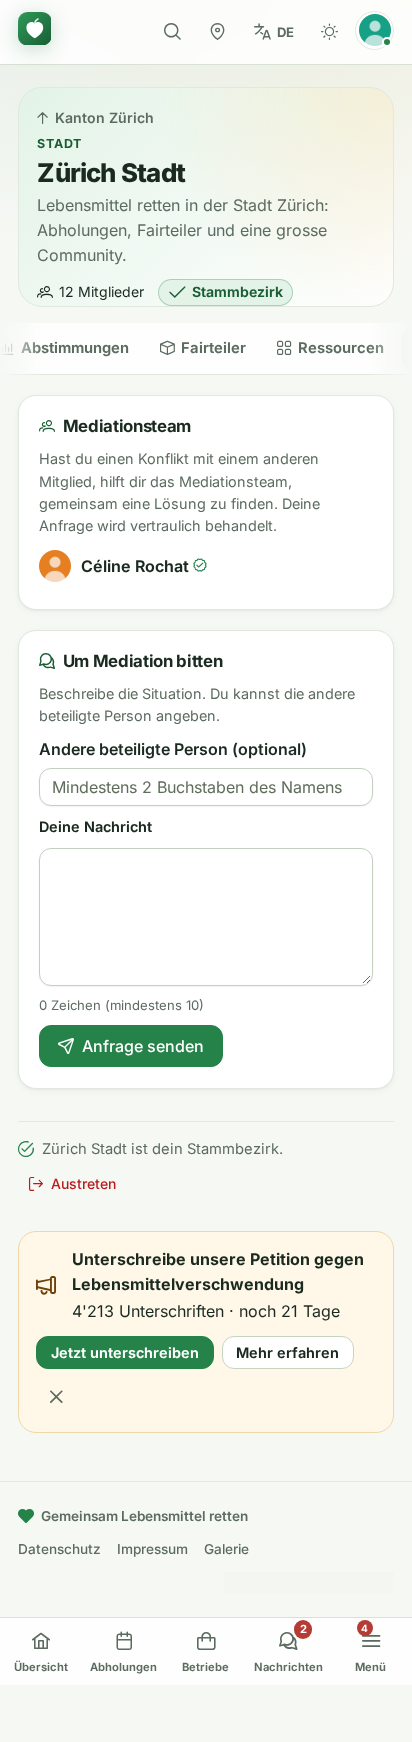 DE
Kanton Zürich
STADT
Zürich Stadt
Lebensmittel retten in der Stadt Zürich:
Abholungen, Fairteiler und eine grosse
Community.
12 Mitglieder Stammbezirk
Abstimmungen Fairteiler Ressourcen
Mediationsteam
Hast du einen Konflikt mit einem anderen
Mitglied, hilft dir das Mediationsteam,
gemeinsam eine Lösung zu finden. Deine
Anfrage wird vertraulich behandelt.
Céline Rochat
Um Mediation bitten
Beschreibe die Situation. Du kannst die andere
beteiligte Person angeben.
Andere beteiligte Person (optional)
Mindestens 2 Buchstaben des Namens
Deine Nachricht
0 Zeichen (mindestens 10)
Anfrage senden
Zürich Stadt ist dein Stammbezirk.
Austreten
Unterschreibe unsere Petition gegen
Lebensmittelverschwendung
4'213 Unterschriften · noch 21 Tage
Jetzt unterschreiben Mehr erfahren
Gemeinsam Lebensmittel retten
Datenschutz Impressum Galerie
2 4
Übersicht Abholungen Betriebe Nachrichten Menü